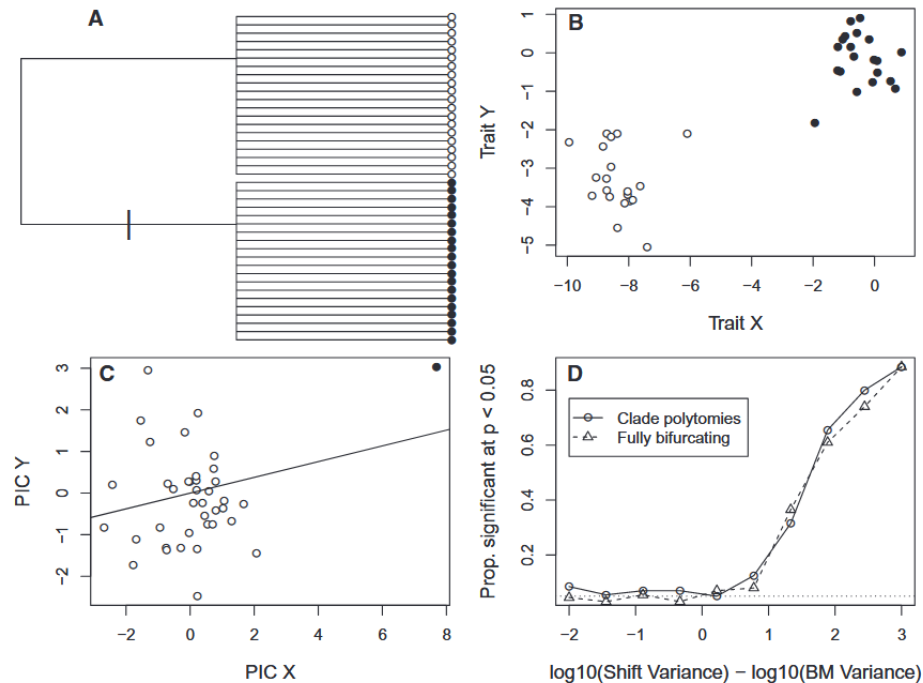 A
B
Trait Y
1
0
−1
−2
−3
−4
−5
−10
−8
−6
−4
−2
0
Trait X
C
PIC Y
3
2
1
0
−1
−2
−2
0
2
4
6
8
PIC X
D
Prop. significant at p < 0.05
0.8
0.6
0.4
0.2
Clade polytomies
Fully bifurcating
−2
−1
0
1
2
3
log10(Shift Variance) − log10(BM Variance)